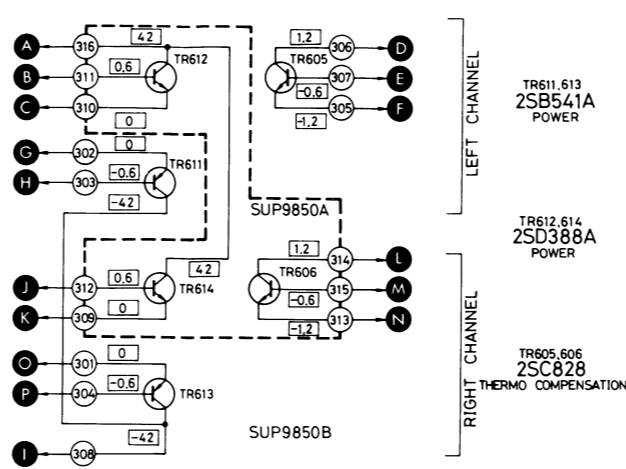 A 316 42 1,2 306 D
B 311 0,6 TR612 TR605 307 E
C 310 0 -0.6 305 F
-1,2
G 302 0
H 303 -0.6 TR611
-42
SUP9850A
LEFT CHANNEL
TR611,613
2SB541A
POWER
TR612,614
2SD388A
POWER
42 1,2 314 L
J 312 0,6 TR614 TR606 315 M
K 309 0 -0.6 313 N
-1,2
O 301 0
P 304 -0.6 TR613
-42
I 308
SUP9850B
RIGHT CHANNEL
TR605,606
2SC828
THERMO COMPENSATION